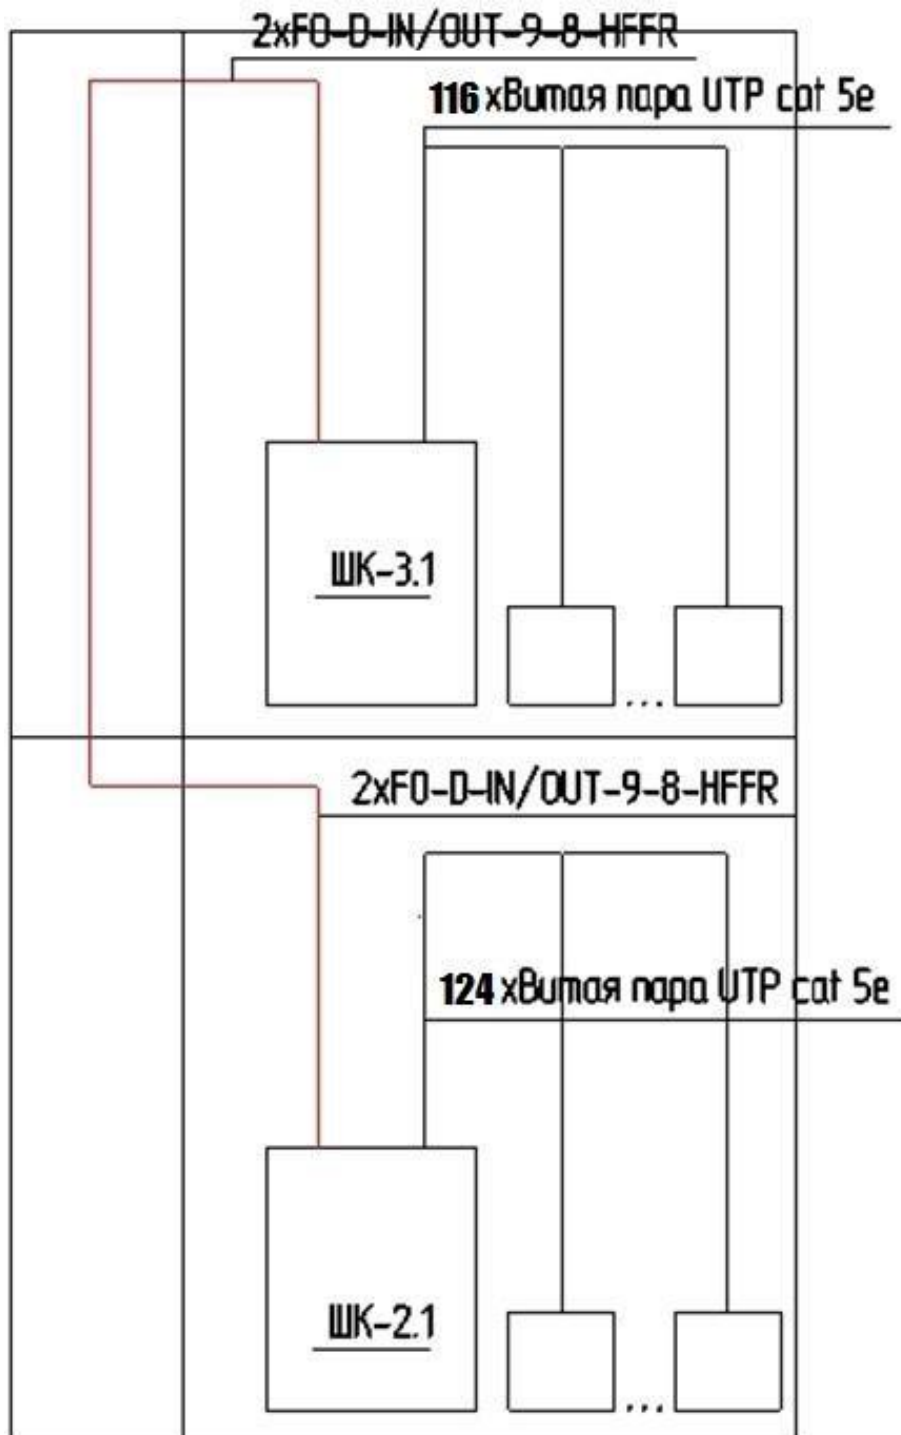 2xFO-D-IN/OUT-9-8-HFFR
116 xВитая пара UTP cat 5e
ШК-3.1
...
2xFO-D-IN/OUT-9-8-HFFR
124 xВитая пара UTP cat 5e
ШК-2.1
...